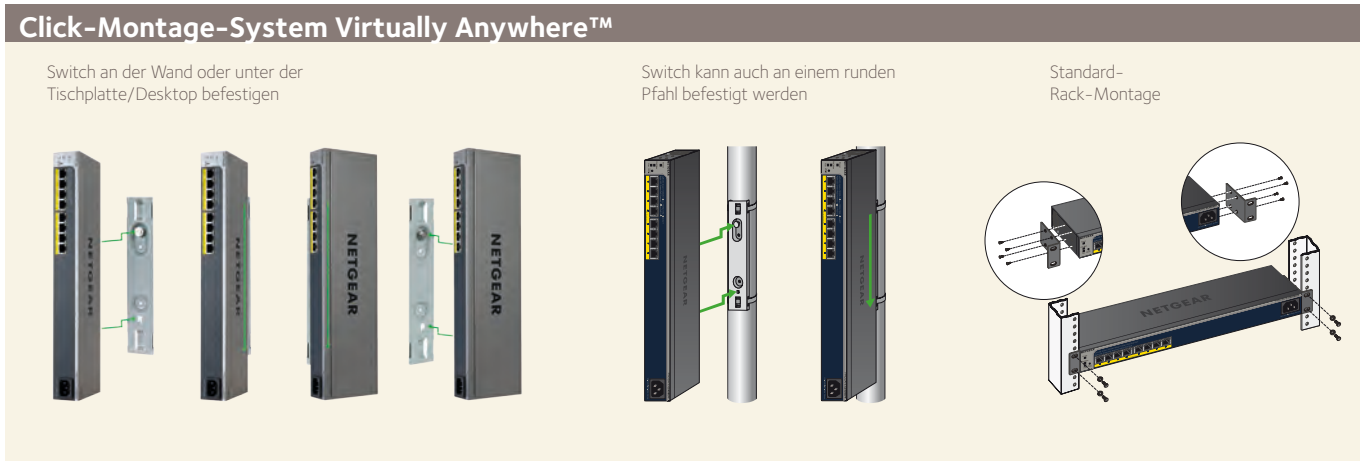 Click-Montage-System Virtually Anywhere™
Switch an der Wand oder unter der
Tischplatte/Desktop befestigen
Switch kann auch an einem runden
Pfahl befestigt werden
Standard-
Rack-Montage
NETGEAR
NETGEAR
NETGEAR
NETGEAR
NETGEAR
NETGEAR
NETGEAR